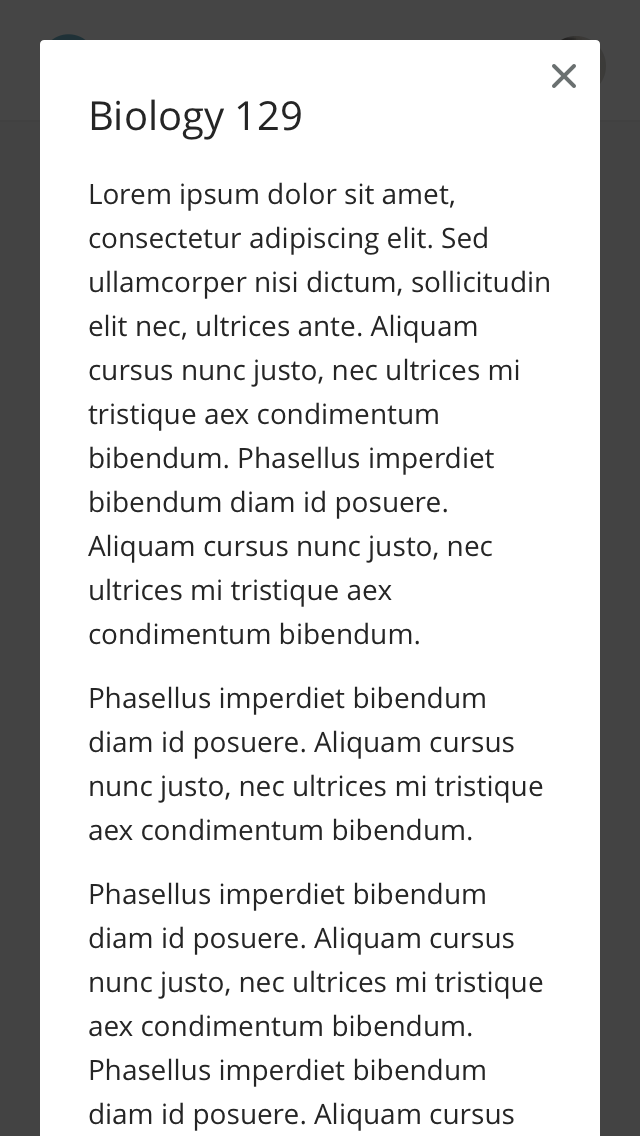 Biology 129
Lorem ipsum dolor sit amet,
consectetur adipiscing elit. Sed
ullamcorper nisi dictum, sollicitudin
elit nec, ultrices ante. Aliquam
cursus nunc justo, nec ultrices mi
tristique aex condimentum
bibendum. Phasellus imperdiet
bibendum diam id posuere.
Aliquam cursus nunc justo, nec
ultrices mi tristique aex
condimentum bibendum.
Phasellus imperdiet bibendum
diam id posuere. Aliquam cursus
nunc justo, nec ultrices mi tristique
aex condimentum bibendum.
Phasellus imperdiet bibendum
diam id posuere. Aliquam cursus
nunc justo, nec ultrices mi tristique
aex condimentum bibendum.
Phasellus imperdiet bibendum
diam id posuere. Aliquam cursus